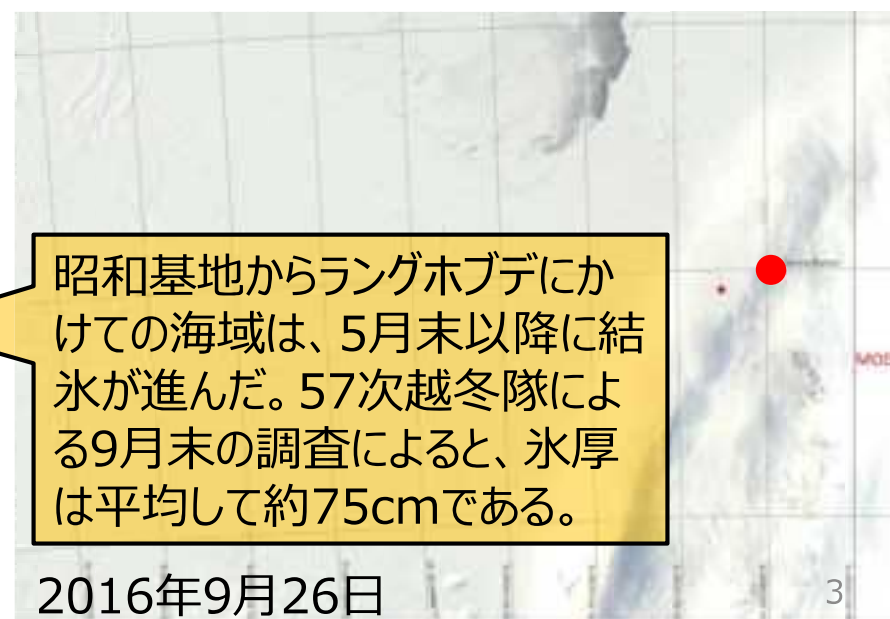 昭和基地からラングホブデにか
けての海域は、5月末以降に結
氷が進んだ。57次越冬隊によ
る9月末の調査によると、氷厚
は平均して約75cmである。
2016年9月26日
3